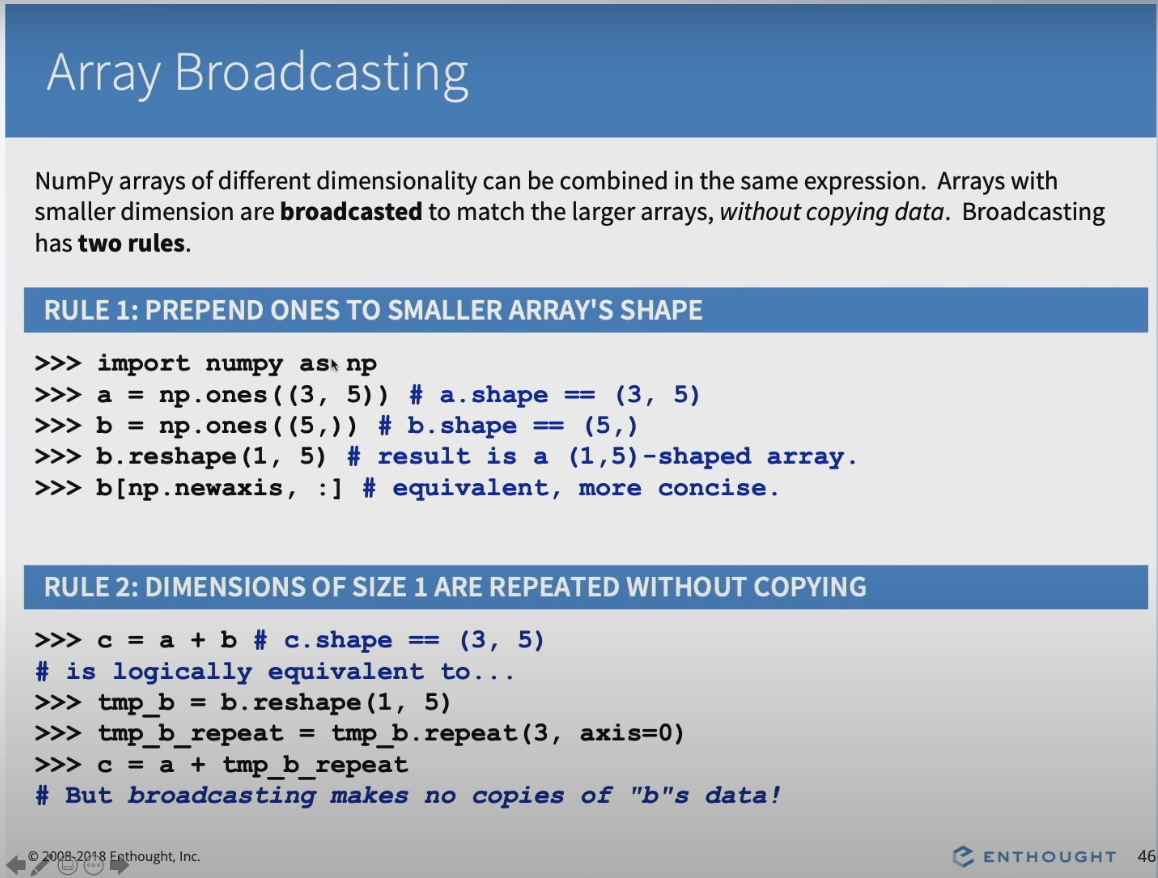 Array Broadcasting
NumPy arrays of different dimensionality can be combined in the same expression.  Arrays with
smaller dimension are broadcasted to match the larger arrays, without copying data.  Broadcasting
has two rules.
RULE 1: PREPEND ONES TO SMALLER ARRAY'S SHAPE
>>> import numpy as np
>>> a = np.ones((3, 5)) # a.shape == (3, 5)
>>> b = np.ones((5,)) # b.shape == (5,)
>>> b.reshape(1, 5) # result is a (1,5)-shaped array.
>>> b[np.newaxis, :] # equivalent, more concise.
RULE 2: DIMENSIONS OF SIZE 1 ARE REPEATED WITHOUT COPYING
>>> c = a + b # c.shape == (3, 5)
# is logically equivalent to...
>>> tmp_b = b.reshape(1, 5)
>>> tmp_b_repeat = tmp_b.repeat(3, axis=0)
>>> c = a + tmp_b_repeat
# But broadcasting makes no copies of "b"s data!
© 2008-2018 Enthought, Inc.
ENTHOUGHT 46